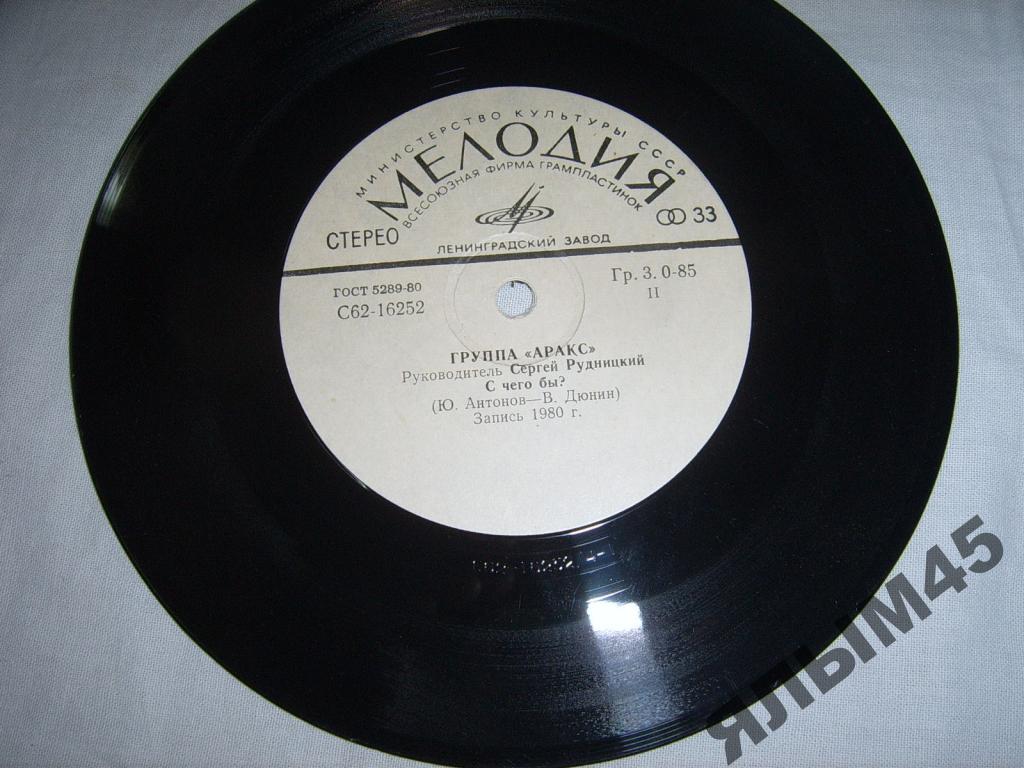 МИНИСТЕРСТВО КУЛЬТУРЫ СССР
МЕЛОДИЯ
ВСЕСОЮЗНАЯ ФИРМА ГРАМПЛАСТИНОК
СТЕРЕО
33
ЛЕНИНГРАДСКИЙ ЗАВОД
ГОСТ 5289-80
Гр. 3. 0-85
С62-16252
II
ГРУППА «АРАКС»
Руководитель Сергей Рудницкий
С чего бы?
(Ю. Антонов—В. Дюнин)
Запись 1980 г.
ЯЛЫМ45